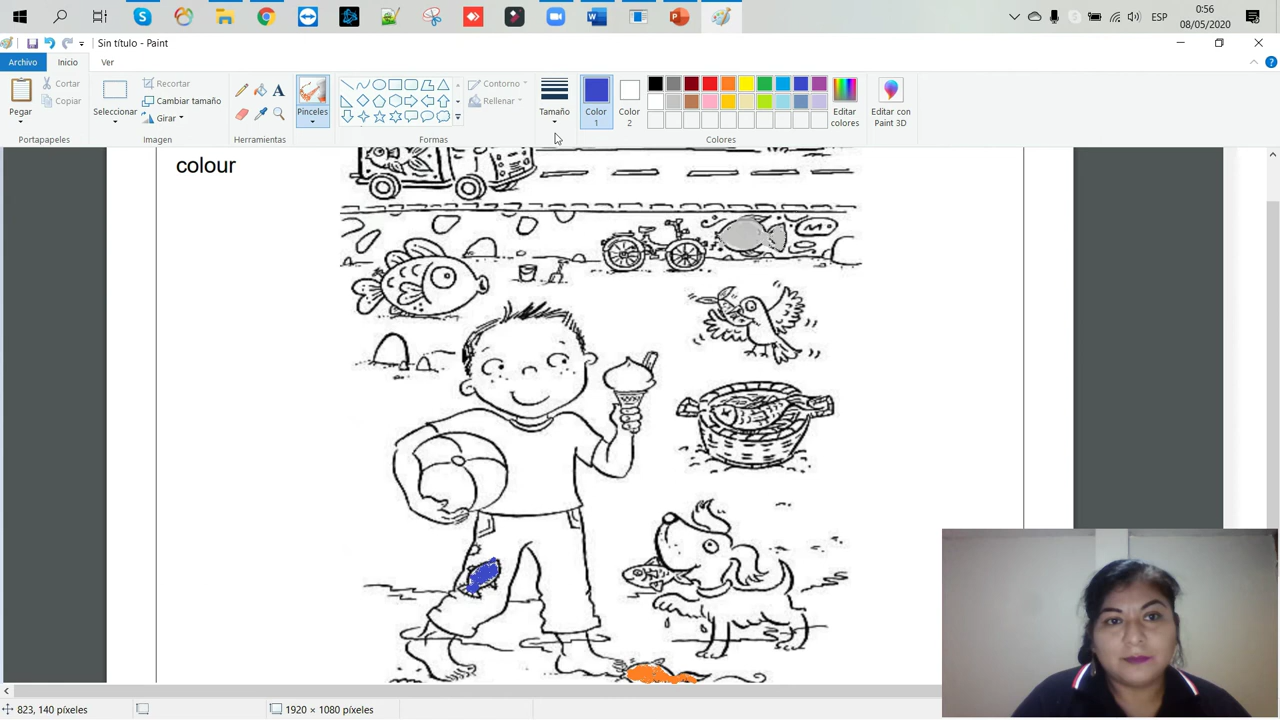 0:56
ESP
08/05/2020
Sin título - Paint
Archivo
Inicio
Ver
Pegar
Cortar
Copiar
Portapapeles
Seleccionar
Recortar
Cambiar tamaño
Girar
Imagen
Herramientas
Pinceles
Contorno
Rellenar
Formas
Tamaño
Color
1
Color
2
Editar
colores
Colores
Editar con
Paint 3D
colour
823, 140 píxeles
1920 × 1080 píxeles